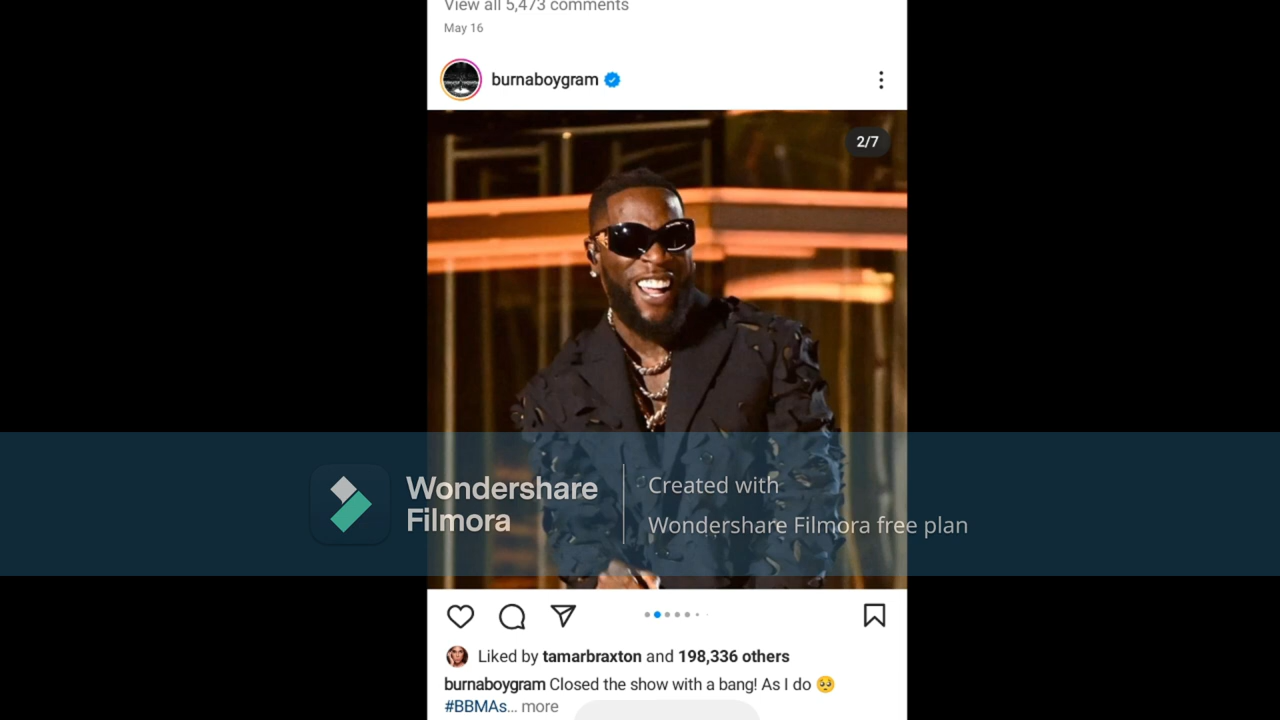 View all 5,473 comments
May 16
burnaboygram
2/7
Wondershare
Filmora
Created with
Wondershare Filmora free plan
Liked by tamarbraxton and 198,336 others
burnaboygram Closed the show with a bang! As I do 🥺
#BBMAs... more